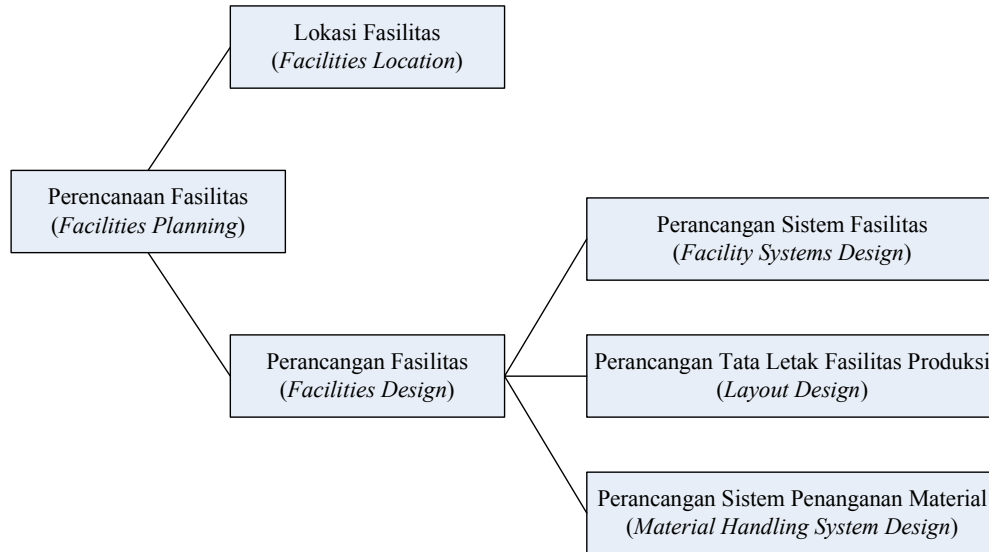 Lokasi Fasilitas
(Facilities Location)
Perencanaan Fasilitas
(Facilities Planning)
Perancangan Sistem Fasilitas
(Facility Systems Design)
Perancangan Fasilitas
(Facilities Design)
Perancangan Tata Letak Fasilitas Produksi
(Layout Design)
Perancangan Sistem Penanganan Material
(Material Handling System Design)